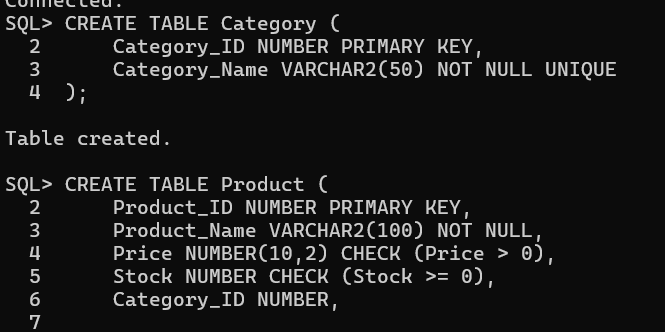 Connected.
SQL> CREATE TABLE Category (
  2      Category_ID NUMBER PRIMARY KEY,
  3      Category_Name VARCHAR2(50) NOT NULL UNIQUE
  4  );
Table created.
SQL> CREATE TABLE Product (
  2      Product_ID NUMBER PRIMARY KEY,
  3      Product_Name VARCHAR2(100) NOT NULL,
  4      Price NUMBER(10,2) CHECK (Price > 0),
  5      Stock NUMBER CHECK (Stock >= 0),
  6      Category_ID NUMBER,
  7